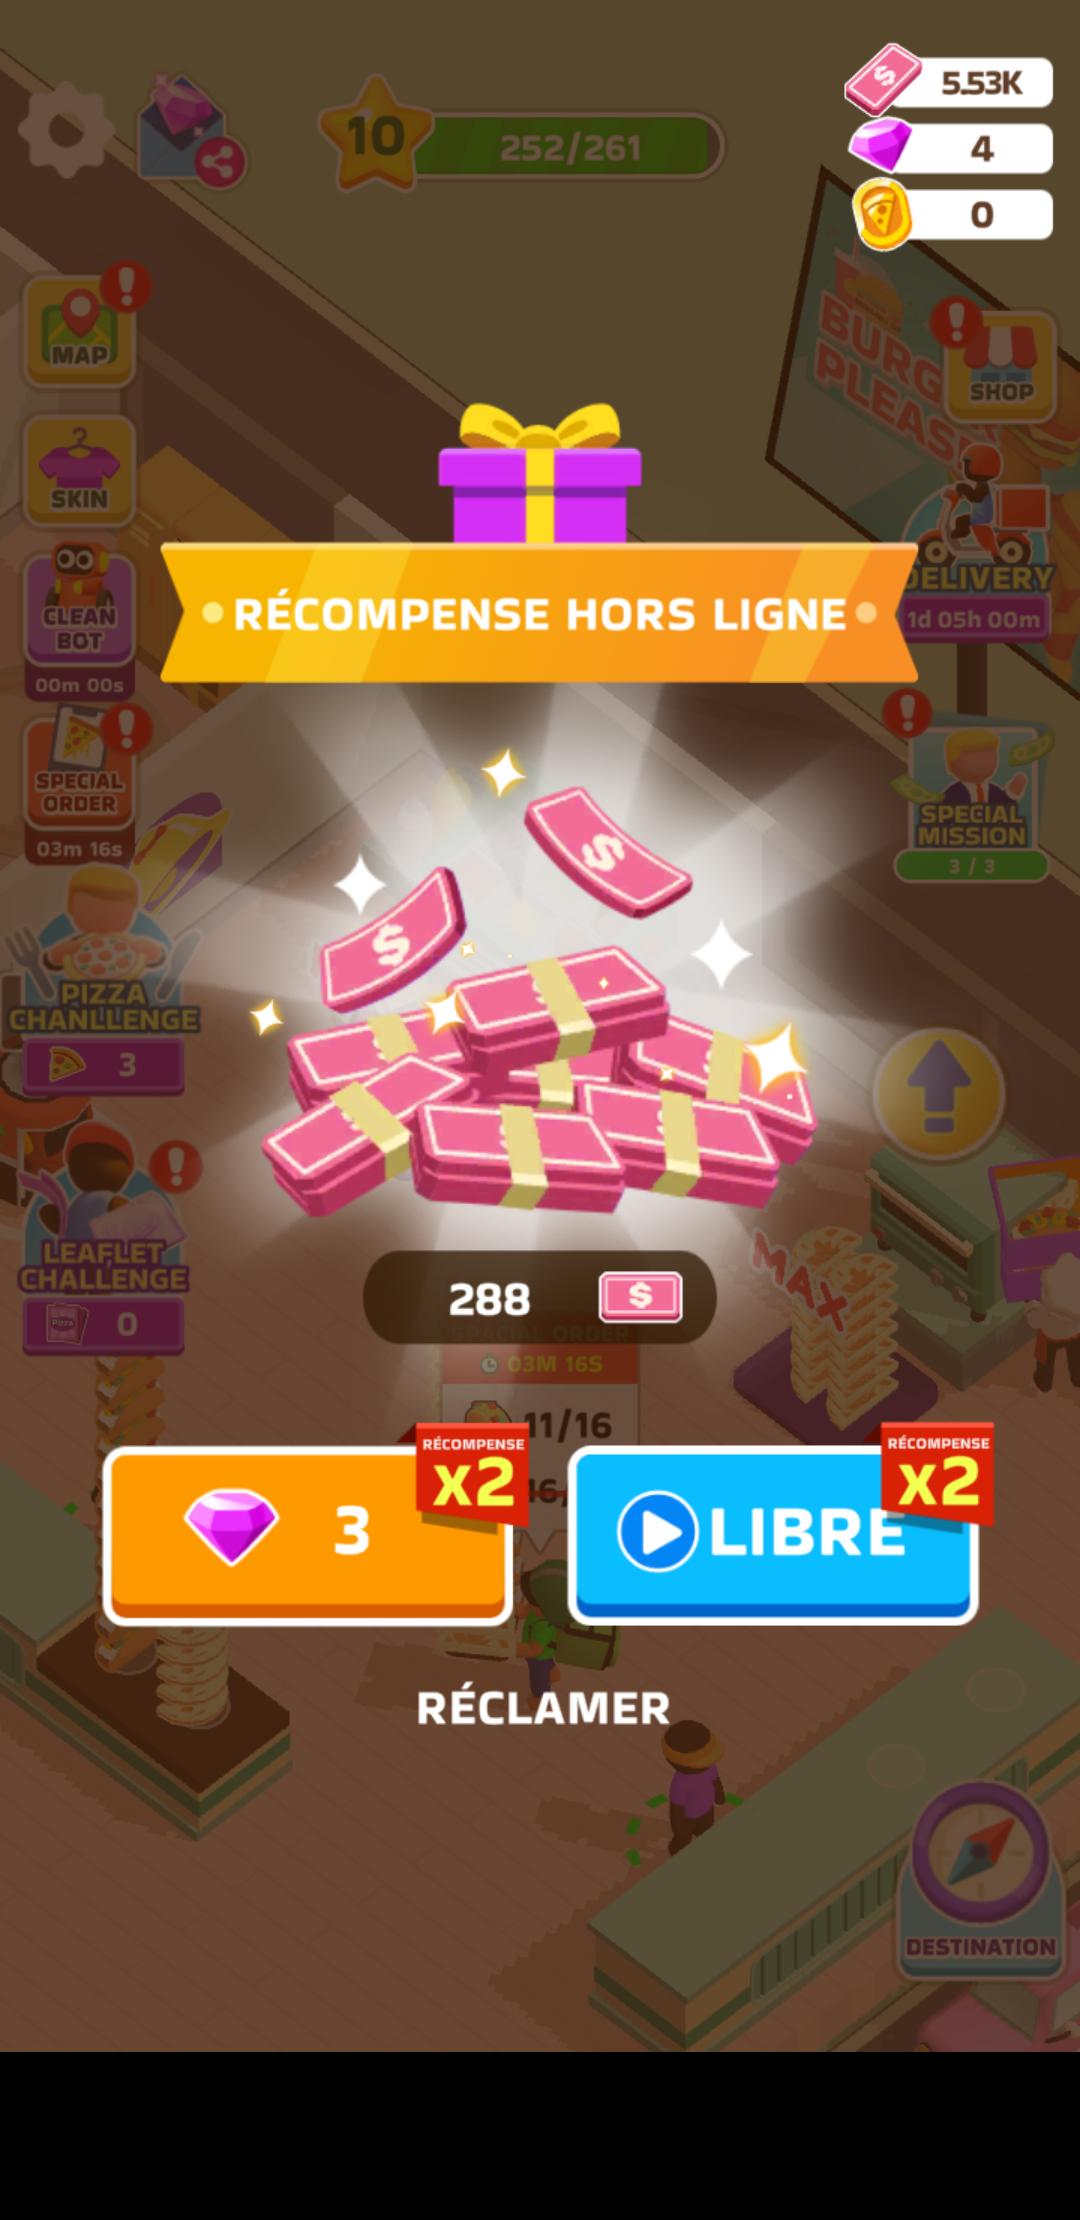 5.53K
10
252/261
4
0
BURG
PLEAS
MAP
SHOP
SKIN
CLEAN
BOT
00m 00s
DELIVERY
1d 05h 00m
RÉCOMPENSE HORS LIGNE
SPECIAL
ORDER
03m 16s
SPECIAL
MISSION
3 / 3
PIZZA
CHANLLENGE
3
LEAFLET
CHALLENGE
Pizza
0
MAX
288
SPECIAL ORDER
03M 16S
11/16
RÉCOMPENSE
X2
3
RÉCOMPENSE
X2
LIBRE
RÉCLAMER
DESTINATION